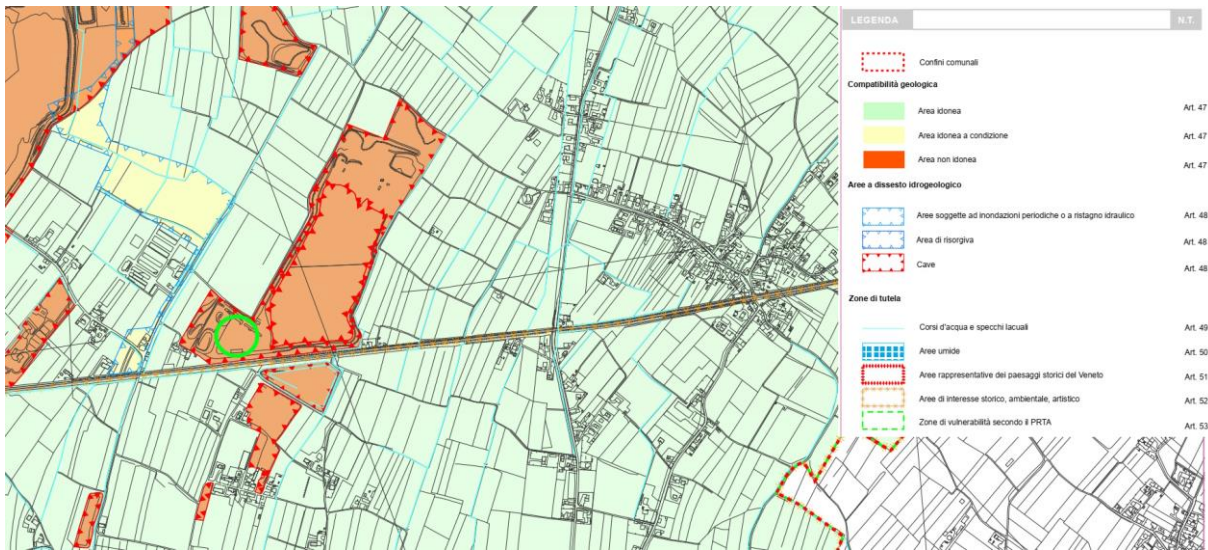 LEGENDA N.T.
Confini comunali
Compatibilità geologica
Area idonea Art. 47
Area idonea a condizione Art. 47
Area non idonea Art. 47
Aree a dissesto idrogeologico
Aree soggette ad inondazioni periodiche o a ristagno idraulico Art. 48
Area di risorgiva Art. 48
Cave Art. 48
Zone di tutela
Corsi d'acqua e specchi lacuali Art. 49
Aree umide Art. 50
Aree rappresentative dei paesaggi storici del Veneto Art. 51
Aree di interesse storico, ambientale, artistico Art. 52
Zone di vulnerabilità secondo il PRTA Art. 53